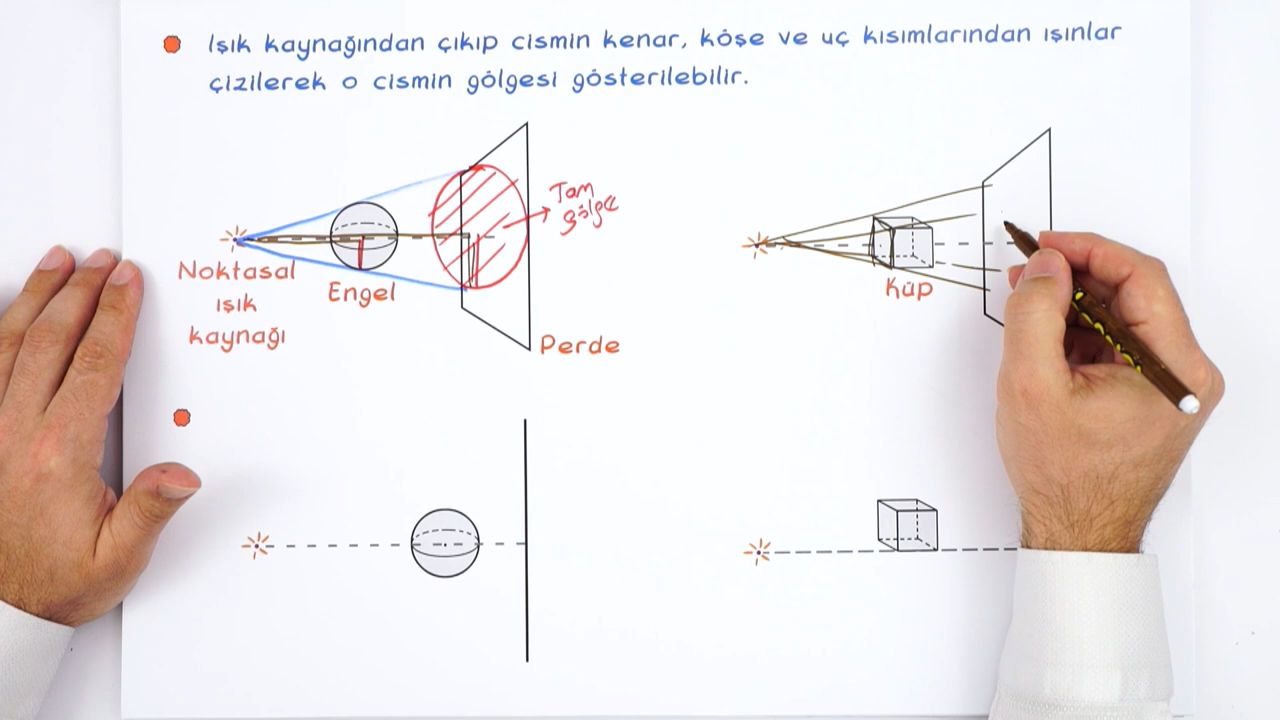 Işık kaynağından çıkıp cismin kenar, köşe ve uç kısımlarından ışınlar
çizilerek o cismin gölgesi gösterilebilir.
Tam
gölge
Noktasal
ışık
kaynağı
Engel
Perde
Küp